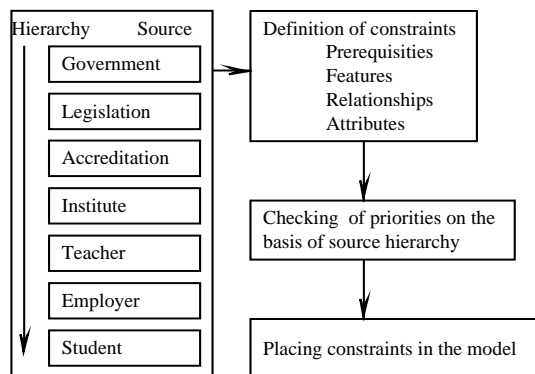 Hierarchy Source
Government
Legislation
Accreditation
Institute
Teacher
Employer
Student
Definition of constraints
Prerequisities
Features
Relationships
Attributes
Checking of priorities on the
basis of source hierarchy
Placing constraints in the model